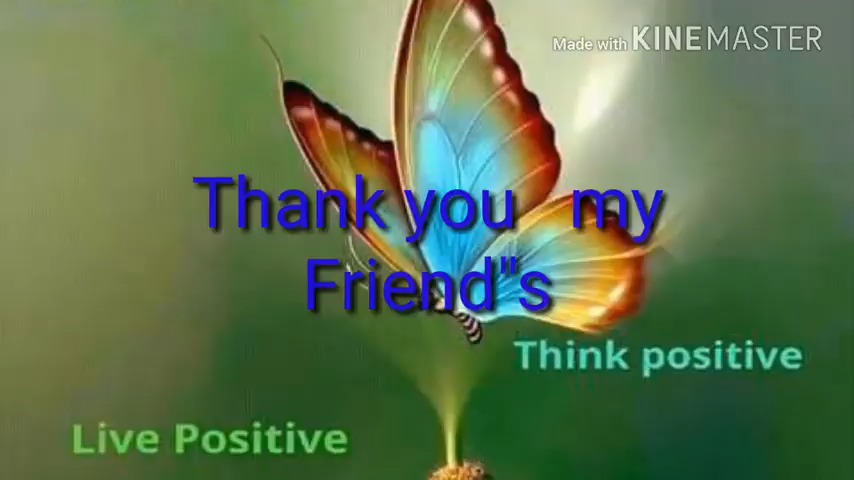 Made with KINEMASTER
Thank you my
Friend"s
Think positive
Live Positive